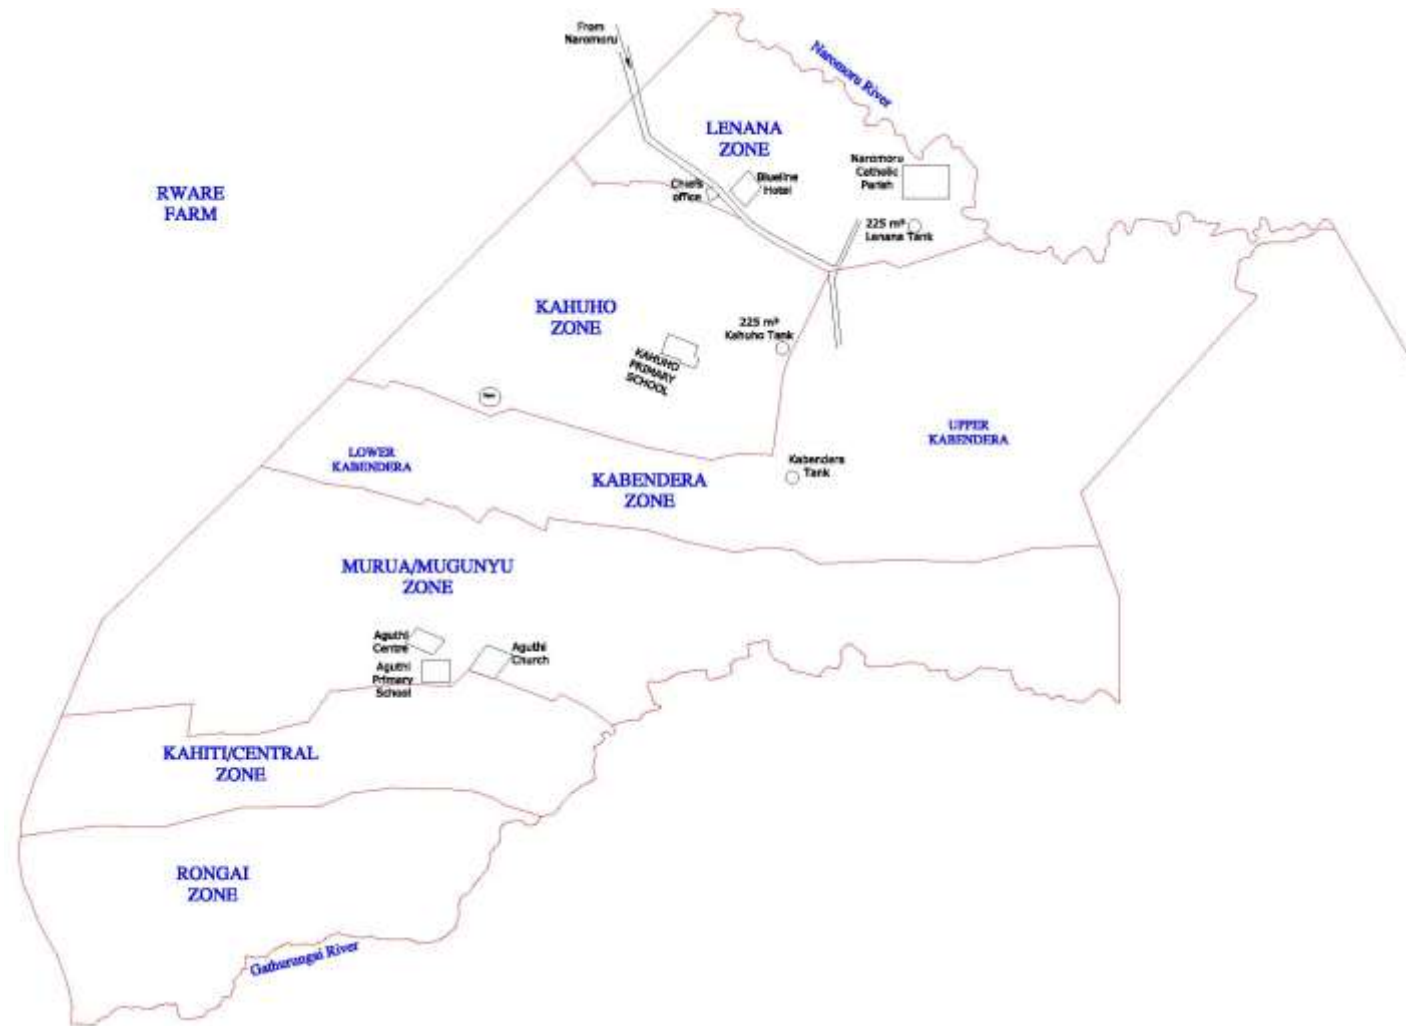 From
Naromoru
Naromoru River
LENANA
ZONE
Naromoru
Catholic
Parish
Blueline
Hotel
Chiefs
office
RWARE
FARM
225 m³
Lenana Tank
KAHUHO
ZONE
225 m³
Kahuho Tank
KAHUHO
PRIMARY
SCHOOL
UPPER
KABENDERA
LOWER
KABENDERA
Kabendera
Tank
KABENDERA
ZONE
MURUA/MUGUNYU
ZONE
Aguthi
Centre
Aguthi
Church
Aguthi
Primary
School
KAHITI/CENTRAL
ZONE
RONGAI
ZONE
Gathurungai River